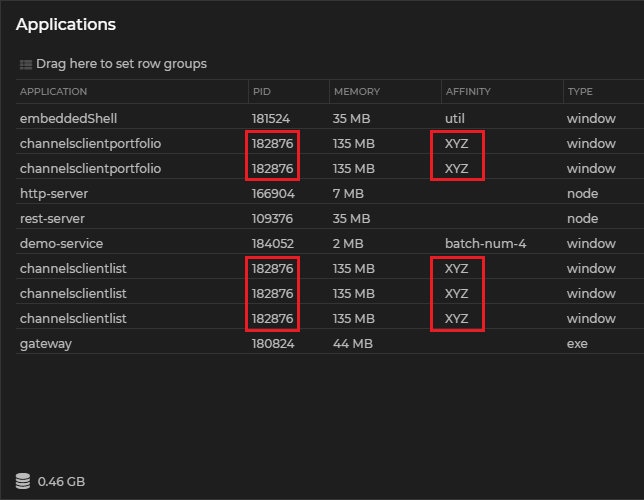 Applications
Drag here to set row groups
APPLICATION PID MEMORY AFFINITY TYPE
embeddedShell 181524 35 MB util window
channelsclientportfolio 182876 135 MB XYZ window
channelsclientportfolio 182876 135 MB XYZ window
http-server 166904 7 MB node
rest-server 109376 35 MB node
demo-service 184052 2 MB batch-num-4 window
channelsclientlist 182876 135 MB XYZ window
channelsclientlist 182876 135 MB XYZ window
channelsclientlist 182876 135 MB XYZ window
gateway 180824 44 MB exe
0.46 GB